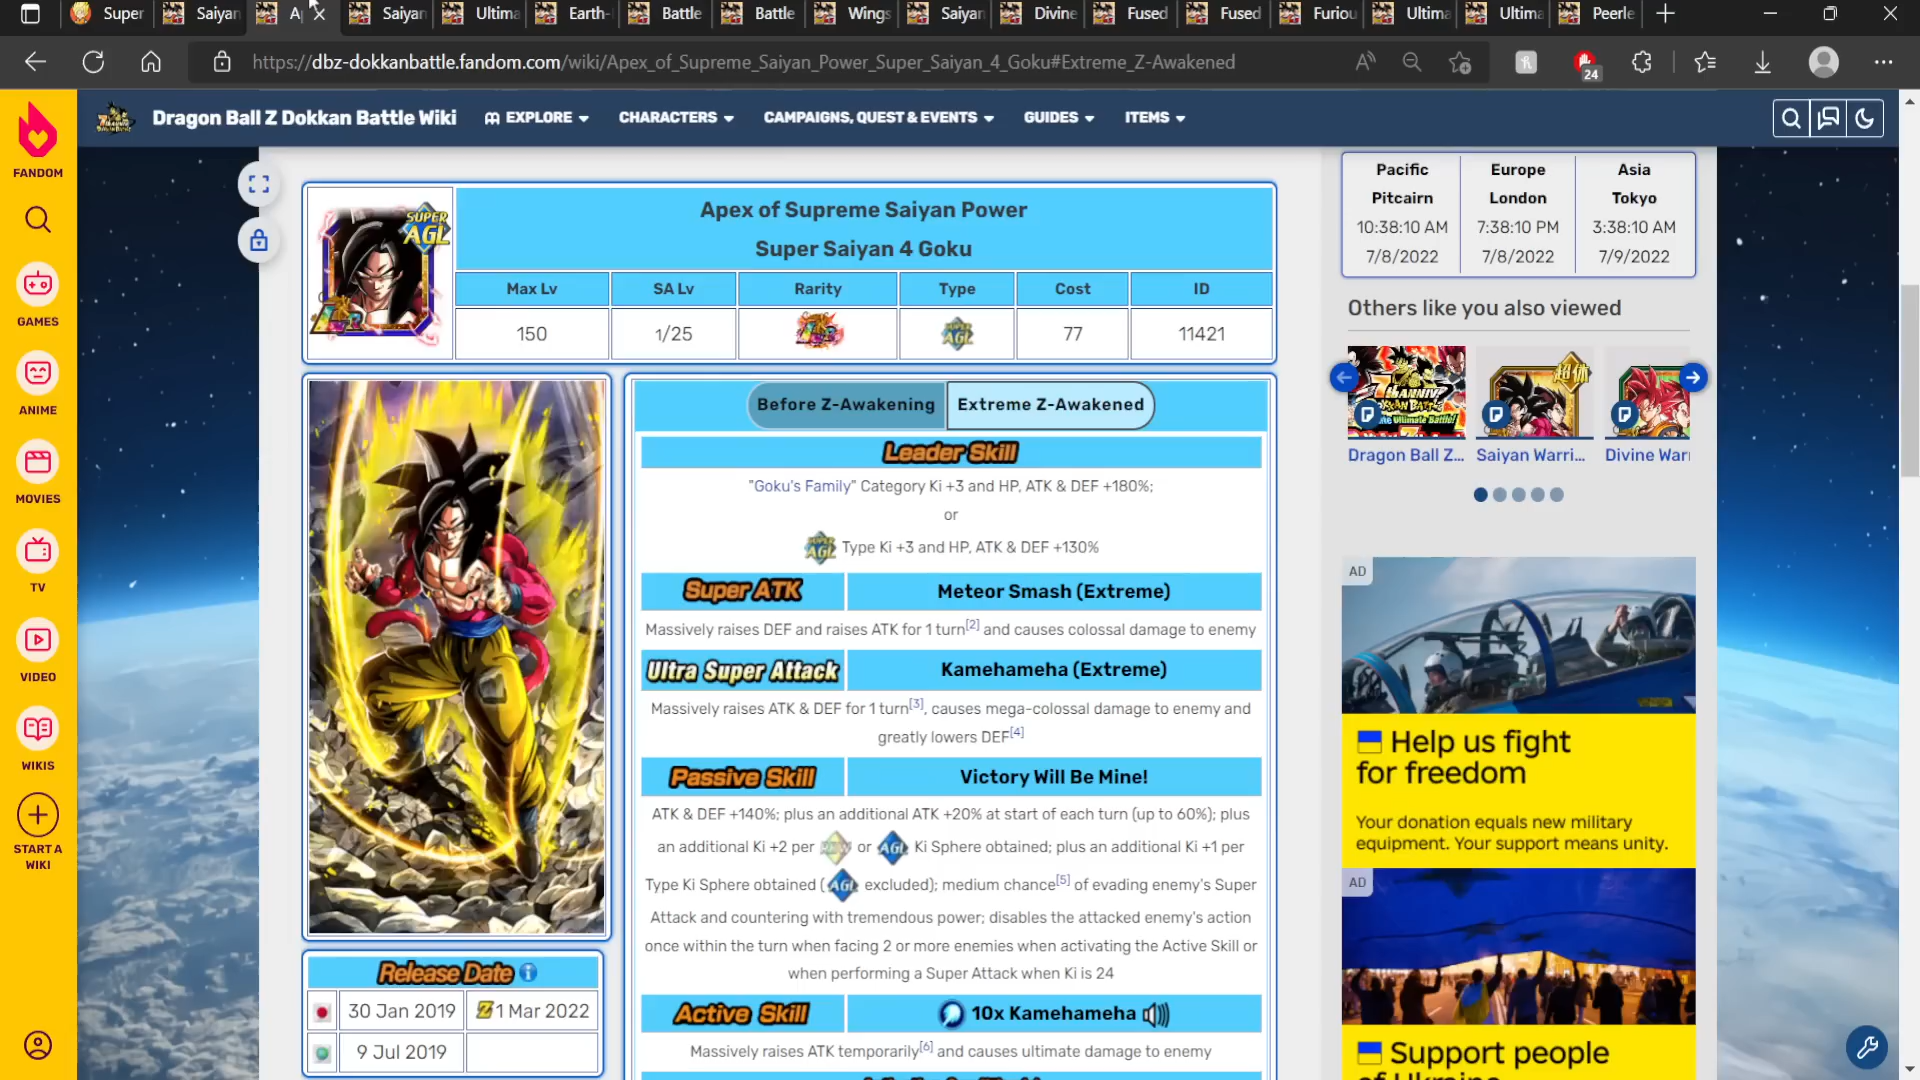 Super
Saiyan
A
Saiyan
Ultima
Earth-
Battle
Battle
Wings
Saiyan
Divine
Fused
Fused
Furiou
Ultima
Ultima
Peerle
https://dbz-dokkanbattle.fandom.com/wiki/Apex_of_Supreme_Saiyan_Power_Super_Saiyan_4_Goku#Extreme_Z-Awakened
24
Dragon Ball Z Dokkan Battle Wiki
EXPLORE
CHARACTERS
CAMPAIGNS, QUEST & EVENTS
GUIDES
ITEMS
FANDOM
GAMES
ANIME
MOVIES
TV
VIDEO
WIKIS
START A
WIKI
SUPER
AGL
Apex of Supreme Saiyan Power
Super Saiyan 4 Goku
Max Lv SA Lv Rarity Type Cost ID
150 1/25 LR SUPER AGL 77 11421
Before Z-Awakening Extreme Z-Awakened
Leader Skill
"Goku's Family" Category Ki +3 and HP, ATK & DEF +180%;
or
SUPER AGL Type Ki +3 and HP, ATK & DEF +130%
Super ATK Meteor Smash (Extreme)
Massively raises DEF and raises ATK for 1 turn[2] and causes colossal damage to enemy
Ultra Super Attack Kamehameha (Extreme)
Massively raises ATK & DEF for 1 turn[3], causes mega-colossal damage to enemy and
greatly lowers DEF[4]
Passive Skill Victory Will Be Mine!
ATK & DEF +140%; plus an additional ATK +20% at start of each turn (up to 60%); plus
an additional Ki +2 per or AGL Ki Sphere obtained; plus an additional Ki +1 per
Type Ki Sphere obtained (AGL excluded); medium chance[5] of evading enemy's Super
Attack and countering with tremendous power; disables the attacked enemy's action
once within the turn when facing 2 or more enemies when activating the Active Skill or
when performing a Super Attack when Ki is 24
Active Skill 10x Kamehameha
Massively raises ATK temporarily[6] and causes ultimate damage to enemy
Release Date
30 Jan 2019 Z 1 Mar 2022
9 Jul 2019
Pacific Europe Asia
Pitcairn London Tokyo
10:38:10 AM 7:38:10 PM 3:38:10 AM
7/8/2022 7/8/2022 7/9/2022
Others like you also viewed
Dragon Ball Z... Saiyan Warri... Divine War
AD
Help us fight
for freedom
Your donation equals new military
equipment. Your support means unity.
AD
Support people
of Ukraine